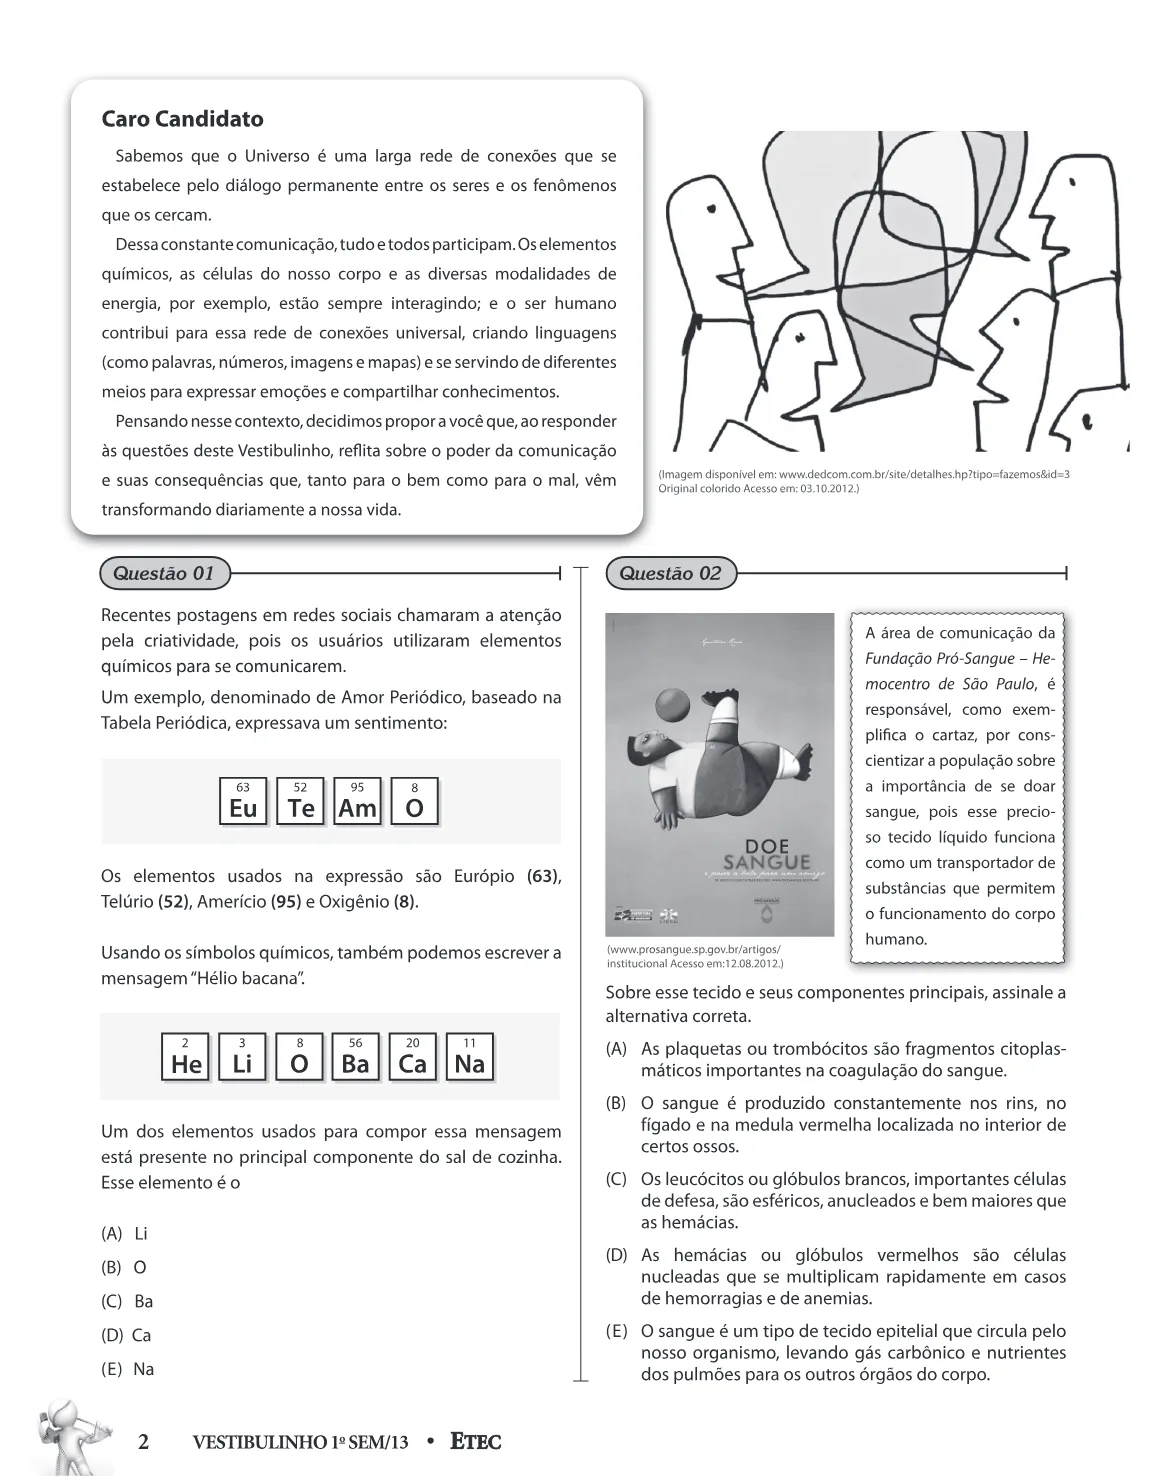 Caro Candidato
Sabemos que o Universo é uma larga rede de conexões que se
estabelece pelo diálogo permanente entre os seres e os fenômenos
que os cercam.
Dessa constante comunicação, tudo e todos participam. Os elementos
químicos, as células do nosso corpo e as diversas modalidades de
energia, por exemplo, estão sempre interagindo; e o ser humano
contribui para essa rede de conexões universal, criando linguagens
(como palavras, números, imagens e mapas) e se servindo de diferentes
meios para expressar emoções e compartilhar conhecimentos.
Pensando nesse contexto, decidimos propor a você que, ao responder
às questões deste Vestibulinho, reflita sobre o poder da comunicação
e suas consequências que, tanto para o bem como para o mal, vêm
transformando diariamente a nossa vida.
(Imagem disponível em: www.dedcom.com.br/site/detalhes.hp?tipo=fazemos&id=3
Original colorido Acesso em: 03.10.2012.)
Questão 01
Recentes postagens em redes sociais chamaram a atenção
pela criatividade, pois os usuários utilizaram elementos
químicos para se comunicarem.
Um exemplo, denominado de Amor Periódico, baseado na
Tabela Periódica, expressava um sentimento:
63 52 95 8
Eu Te Am O
Os elementos usados na expressão são Európio (63),
Telúrio (52), Amerício (95) e Oxigênio (8).
Usando os símbolos químicos, também podemos escrever a
mensagem “Hélio bacana”.
2 3 8 56 20 11
He Li O Ba Ca Na
Um dos elementos usados para compor essa mensagem
está presente no principal componente do sal de cozinha.
Esse elemento é o
(A) Li
(B) O
(C) Ba
(D) Ca
(E) Na
Questão 02
DOE
SANGUE
(www.prosangue.sp.gov.br/artigos/
institucional Acesso em:12.08.2012.)
A área de comunicação da
Fundação Pró-Sangue – He-
mocentro de São Paulo, é
responsável, como exem-
plifica o cartaz, por cons-
cientizar a população sobre
a importância de se doar
sangue, pois esse precio-
so tecido líquido funciona
como um transportador de
substâncias que permitem
o funcionamento do corpo
humano.
Sobre esse tecido e seus componentes principais, assinale a
alternativa correta.
(A) As plaquetas ou trombócitos são fragmentos citoplas-
máticos importantes na coagulação do sangue.
(B) O sangue é produzido constantemente nos rins, no
fígado e na medula vermelha localizada no interior de
certos ossos.
(C) Os leucócitos ou glóbulos brancos, importantes células
de defesa, são esféricos, anucleados e bem maiores que
as hemácias.
(D) As hemácias ou glóbulos vermelhos são células
nucleadas que se multiplicam rapidamente em casos
de hemorragias e de anemias.
(E) O sangue é um tipo de tecido epitelial que circula pelo
nosso organismo, levando gás carbônico e nutrientes
dos pulmões para os outros órgãos do corpo.
2 VESTIBULINHO 1º SEM/13 • ETEC